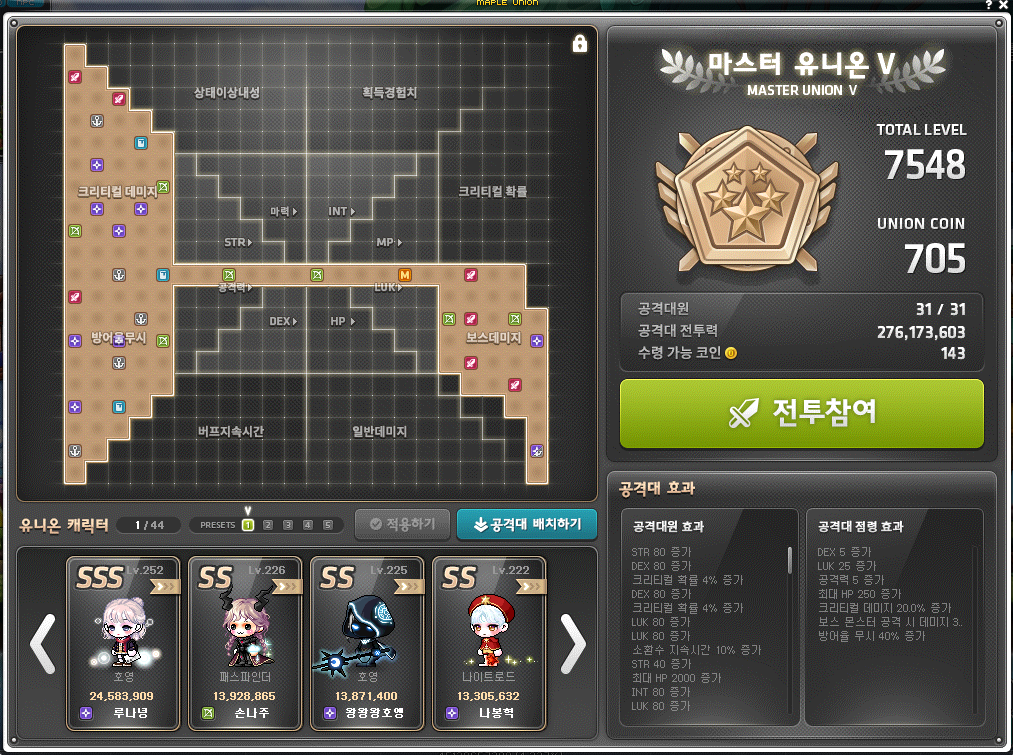 MAPLE UNION
상태이상내성
획득경험치
크리티컬 데미지
크리티컬 확률
마력
INT
STR
MP
공격력
LUK
DEX
HP
방어율무시
보스데미지
버프지속시간
일반데미지
마스터 유니온 V
MASTER UNION V
TOTAL LEVEL
7548
UNION COIN
705
공격대원 31 / 31
공격대 전투력 276,173,603
수령 가능 코인 143
전투참여
유니온 캐릭터 1 / 44 PRESETS 1 2 3 4 5 적용하기 공격대 배치하기
SSS Lv.252
호영
24,583,909
루나녕
SS Lv.226
패스파인더
13,928,865
손나주
SS Lv.225
호영
13,871,400
왕왕왕호앵
SS Lv.222
나이트로드
13,305,632
나봉헉
공격대 효과
공격대원 효과
STR 80 증가
DEX 80 증가
크리티컬 확률 4% 증가
DEX 80 증가
크리티컬 확률 4% 증가
LUK 80 증가
LUK 80 증가
소환수 지속시간 10% 증가
STR 40 증가
최대 HP 2000 증가
INT 80 증가
LUK 80 증가
공격대 점령 효과
DEX 5 증가
LUK 25 증가
공격력 5 증가
최대 HP 250 증가
크리티컬 데미지 20.0% 증가
보스 몬스터 공격 시 데미지 3..
방어율 무시 40% 증가